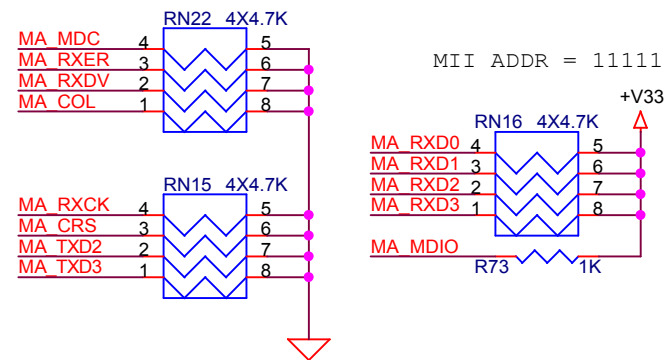 RN22 4X4.7K
MA_MDC 4 5
MA_RXER 3 6
MA_RXDV 2 7
MA_COL 1 8
RN15 4X4.7K
MA_RXCK 4 5
MA_CRS 3 6
MA_TXD2 2 7
MA_TXD3 1 8
MII ADDR = 11111
+V33
RN16 4X4.7K
MA_RXD0 4 5
MA_RXD1 3 6
MA_RXD2 2 7
MA_RXD3 1 8
MA_MDIO
R73 1K